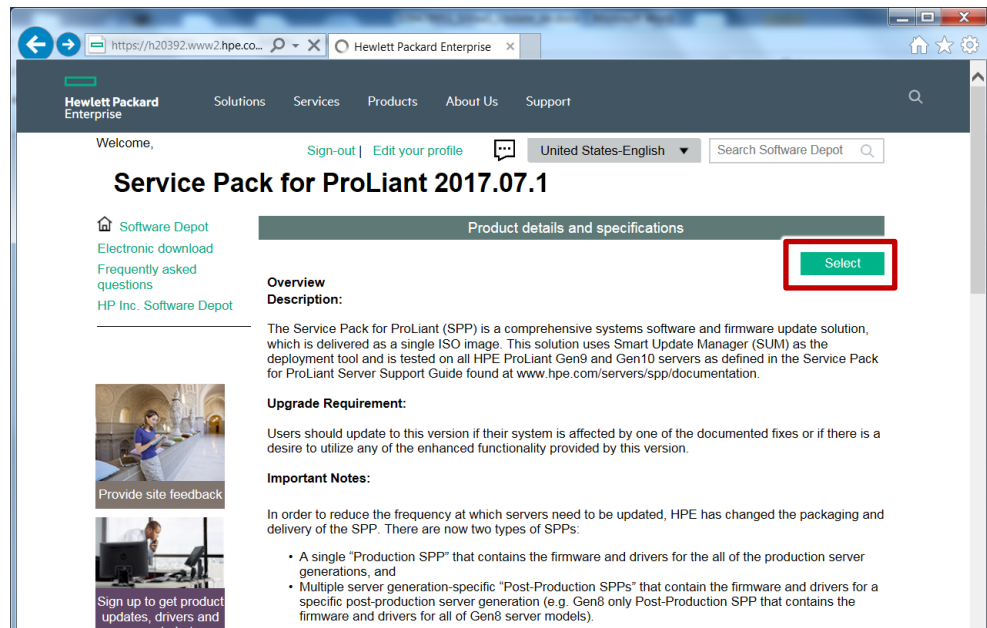 https://h20392.www2.hpe.co...
Hewlett Packard Enterprise
Hewlett Packard
Enterprise
Solutions Services Products About Us Support
Welcome,
Sign-out | Edit your profile
United States-English
Search Software Depot
Service Pack for ProLiant 2017.07.1
Software Depot
Electronic download
Frequently asked
questions
HP Inc. Software Depot
Provide site feedback
Sign up to get product
updates, drivers and
Product details and specifications
Select
Overview
Description:
The Service Pack for ProLiant (SPP) is a comprehensive systems software and firmware update solution,
which is delivered as a single ISO image. This solution uses Smart Update Manager (SUM) as the
deployment tool and is tested on all HPE ProLiant Gen9 and Gen10 servers as defined in the Service Pack
for ProLiant Server Support Guide found at www.hpe.com/servers/spp/documentation.
Upgrade Requirement:
Users should update to this version if their system is affected by one of the documented fixes or if there is a
desire to utilize any of the enhanced functionality provided by this version.
Important Notes:
In order to reduce the frequency at which servers need to be updated, HPE has changed the packaging and
delivery of the SPP. There are now two types of SPPs:
• A single “Production SPP” that contains the firmware and drivers for the all of the production server
generations, and
• Multiple server generation-specific “Post-Production SPPs” that contain the firmware and drivers for a
specific post-production server generation (e.g. Gen8 only Post-Production SPP that contains the
firmware and drivers for all of Gen8 server models).